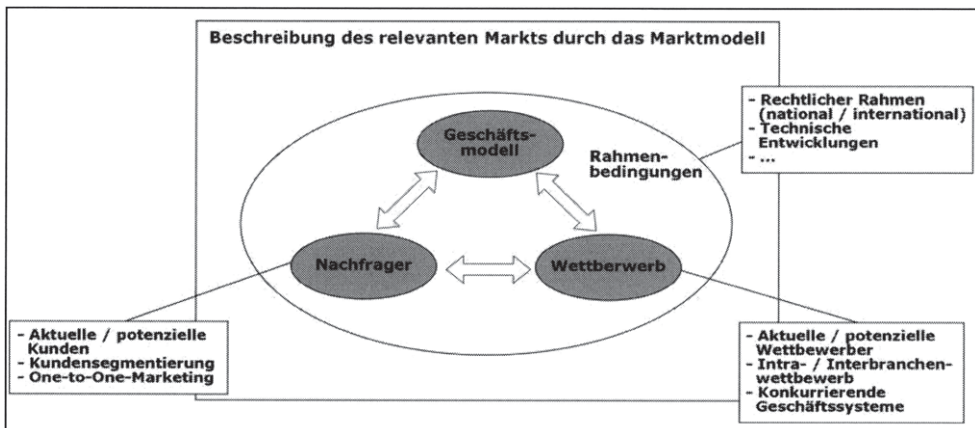 Beschreibung des relevanten Markts durch das Marktmodell
- Rechtlicher Rahmen
(national / international)
- Technische
Entwicklungen
- ...
Geschäfts-
modell
Rahmen-
bedingungen
Nachfrager
Wettberwerb
- Aktuelle / potenzielle
Kunden
- Kundensegmentierung
- One-to-One-Marketing
- Aktuelle / potenzielle
Wettbewerber
- Intra- / Interbranchen-
wettbewerb
- Konkurrierende
Geschäftssysteme